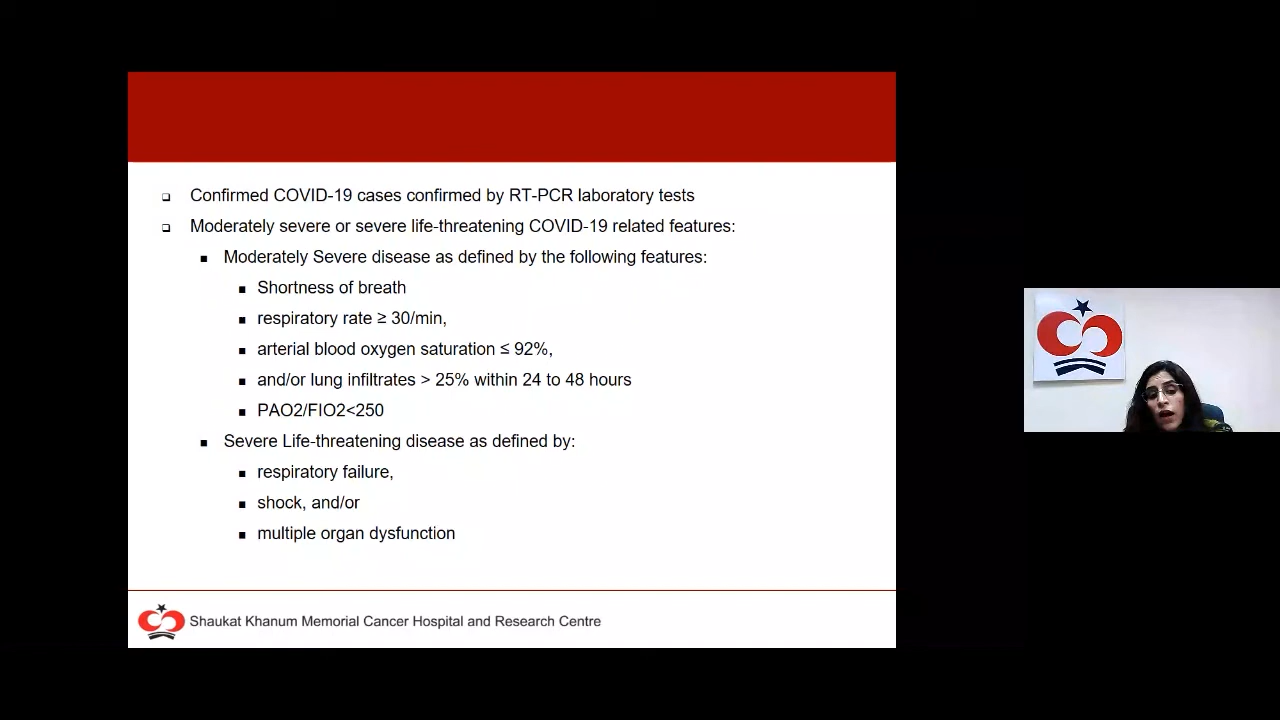 Confirmed COVID-19 cases confirmed by RT-PCR laboratory tests
Moderately severe or severe life-threatening COVID-19 related features:
Moderately Severe disease as defined by the following features:
Shortness of breath
respiratory rate ≥ 30/min,
arterial blood oxygen saturation ≤ 92%,
and/or lung infiltrates > 25% within 24 to 48 hours
PAO2/FIO2<250
Severe Life-threatening disease as defined by:
respiratory failure,
shock, and/or
multiple organ dysfunction
Shaukat Khanum Memorial Cancer Hospital and Research Centre